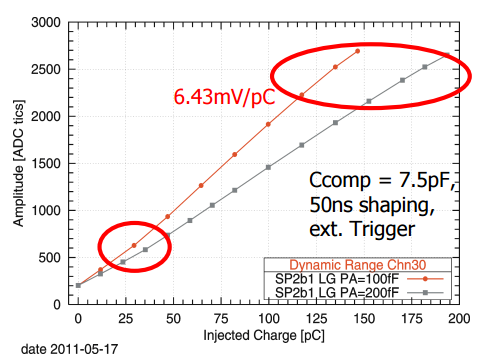 3000
2500
2000
1500
1000
500
0
Amplitude [ADC tics]
6.43mV/pC
Ccomp = 7.5pF,
50ns shaping,
ext. Trigger
Dynamic Range Chn30
SP2b1 LG PA=100fF
SP2b1 LG PA=200fF
0 25 50 75 100 125 150 175 200
Injected Charge [pC]
date 2011-05-17